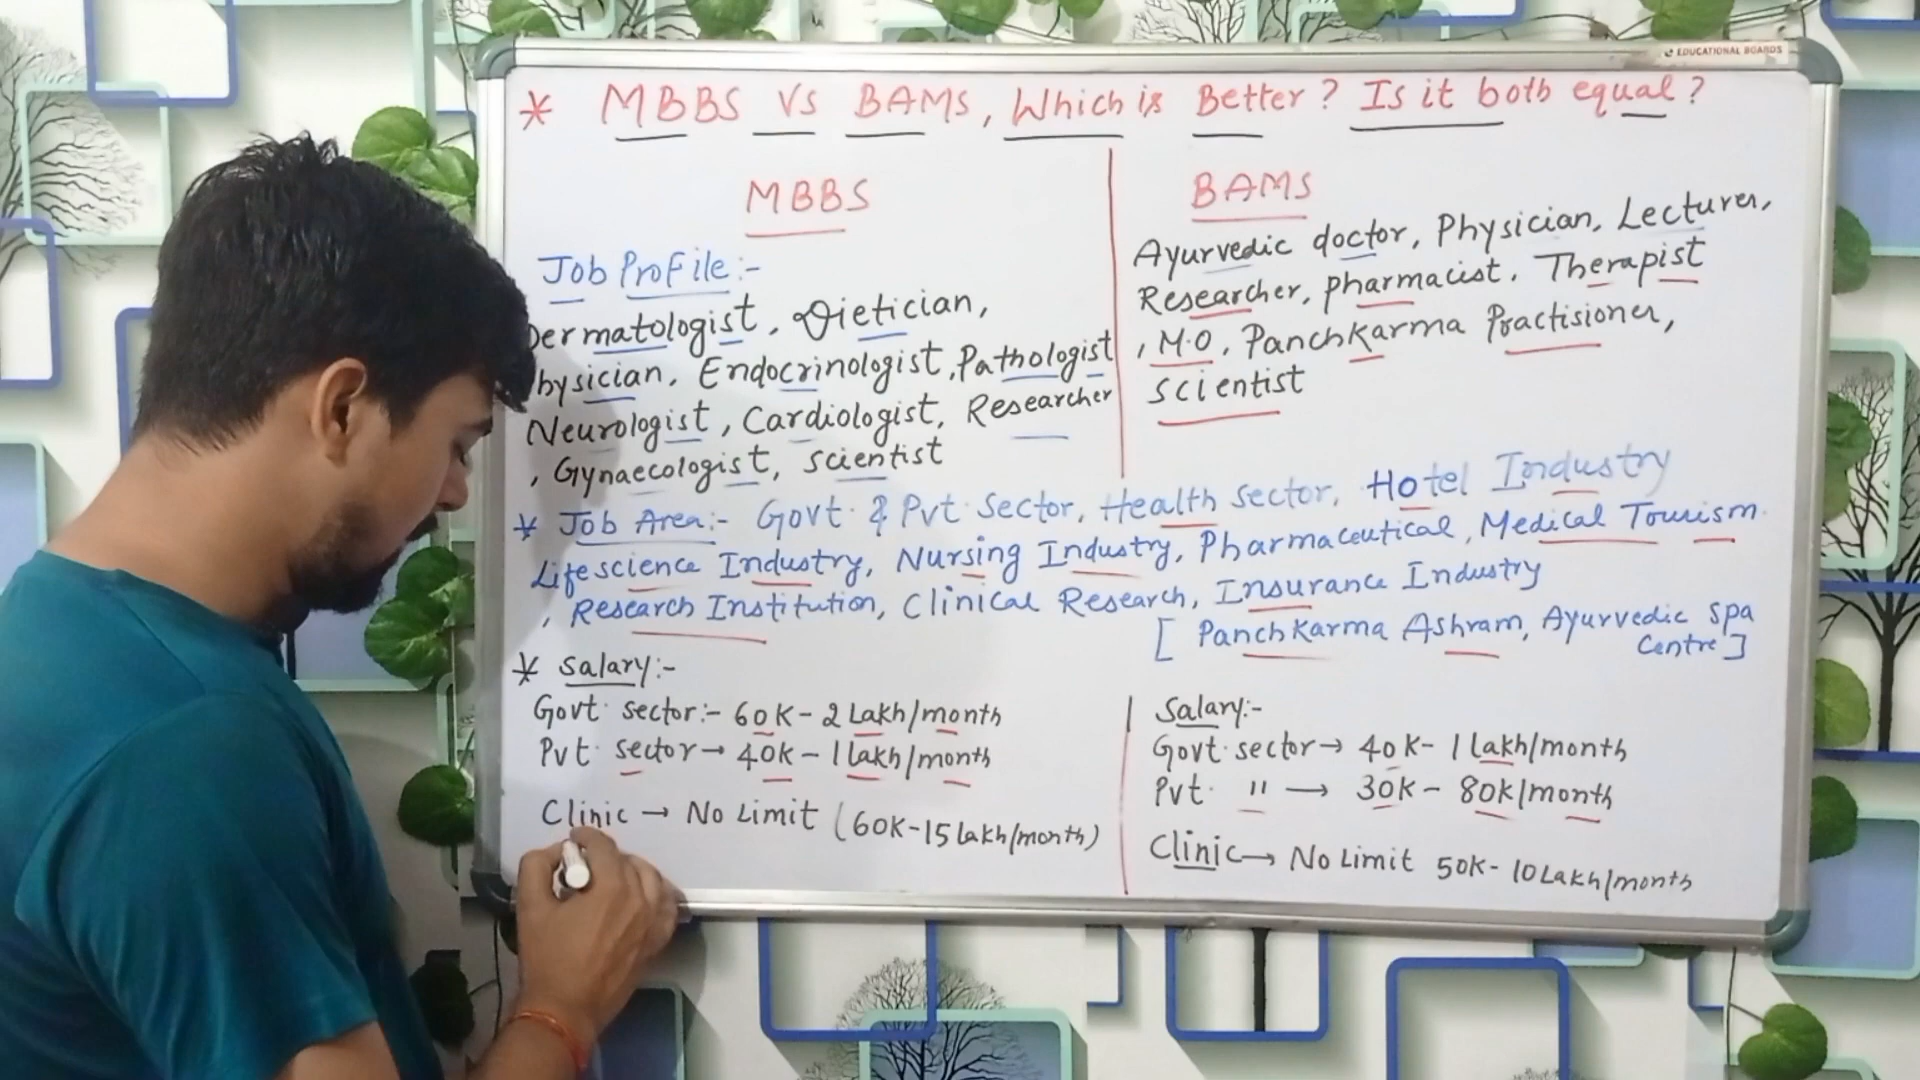 EDUCATIONAL BOARDS
* MBBS VS BAMS, Which is Better? Is it both equal?
MBBS
Job Profile:-
Dermatologist, Dietician,
hysician, Endocrinologist, Pathologist
Neurologist, Cardiologist, Researcher
, Gynaecologist, Scientist
BAMS
Ayurvedic doctor, Physician, Lecturer,
Researcher, pharmacist. Therapist
, M.O, Panchkarma Practisioner,
Scientist
* Job Area:- Govt. & Pvt. Sector, Health sector, Hotel Industry
Life science Industry, Nursing Industry, Pharmaceutical, Medical Tourism.
, Research Institution, Clinical Research, Insurance Industry
[ Panchkarma Ashram, Ayurvedic spa
Centre ]
* Salary:-
Govt. sector:- 60K-2 Lakh/month
Pvt. sector→ 40K-1 lakh/month
Clinic → No Limit (60K-15 Lakh/month)
Salary:-
Govt. sector→ 40K- 1 lakh/month
Pvt. " → 30K- 80K/month
Clinic→ No Limit 50K- 10 Lakh/month